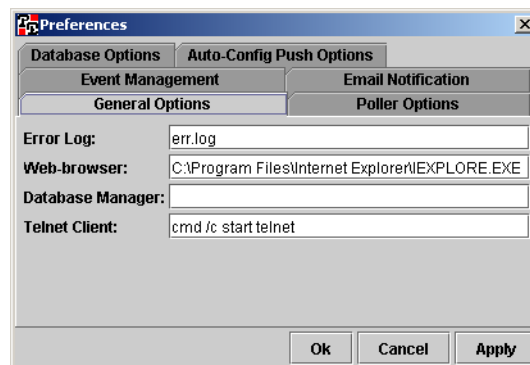 Preferences
Database Options Auto-Config Push Options
Event Management Email Notification
General Options Poller Options
Error Log: err.log
Web-browser: C:\Program Files\Internet Explorer\IEXPLORE.EXE
Database Manager:
Telnet Client: cmd /c start telnet
Ok Cancel Apply